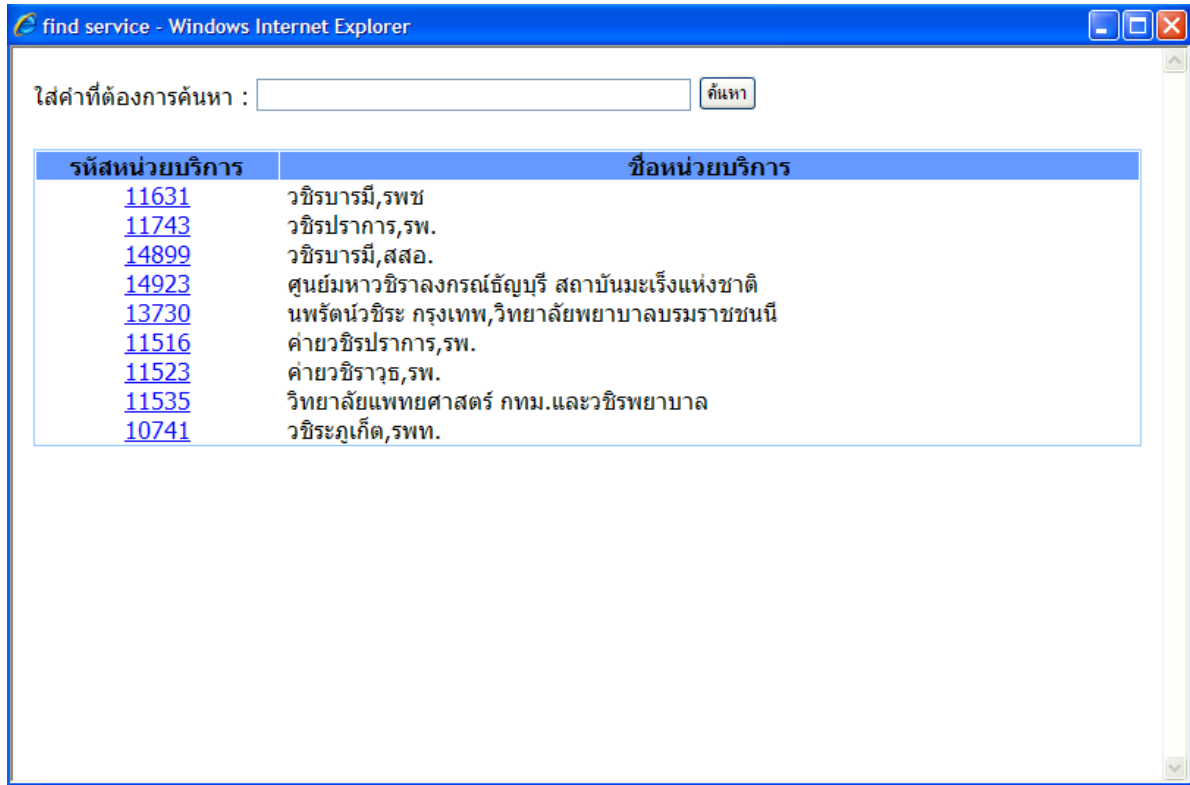 find service - Windows Internet Explorer
ใส่คำที่ต้องการค้นหา : ค้นหา
รหัสหน่วยบริการ ชื่อหน่วยบริการ
11631 วชิรบารมี,รพช
11743 วชิรปราการ,รพ.
14899 วชิรบารมี,สสอ.
14923 ศูนย์มหาวชิราลงกรณ์ธัญบุรี สถาบันมะเร็งแห่งชาติ
13730 นพรัตน์วชิระ กรุงเทพ,วิทยาลัยพยาบาลบรมราชชนนี
11516 ค่ายวชิรปราการ,รพ.
11523 ค่ายวชิราวุธ,รพ.
11535 วิทยาลัยแพทยศาสตร์ กทม.และวชิรพยาบาล
10741 วชิระภูเก็ต,รพท.